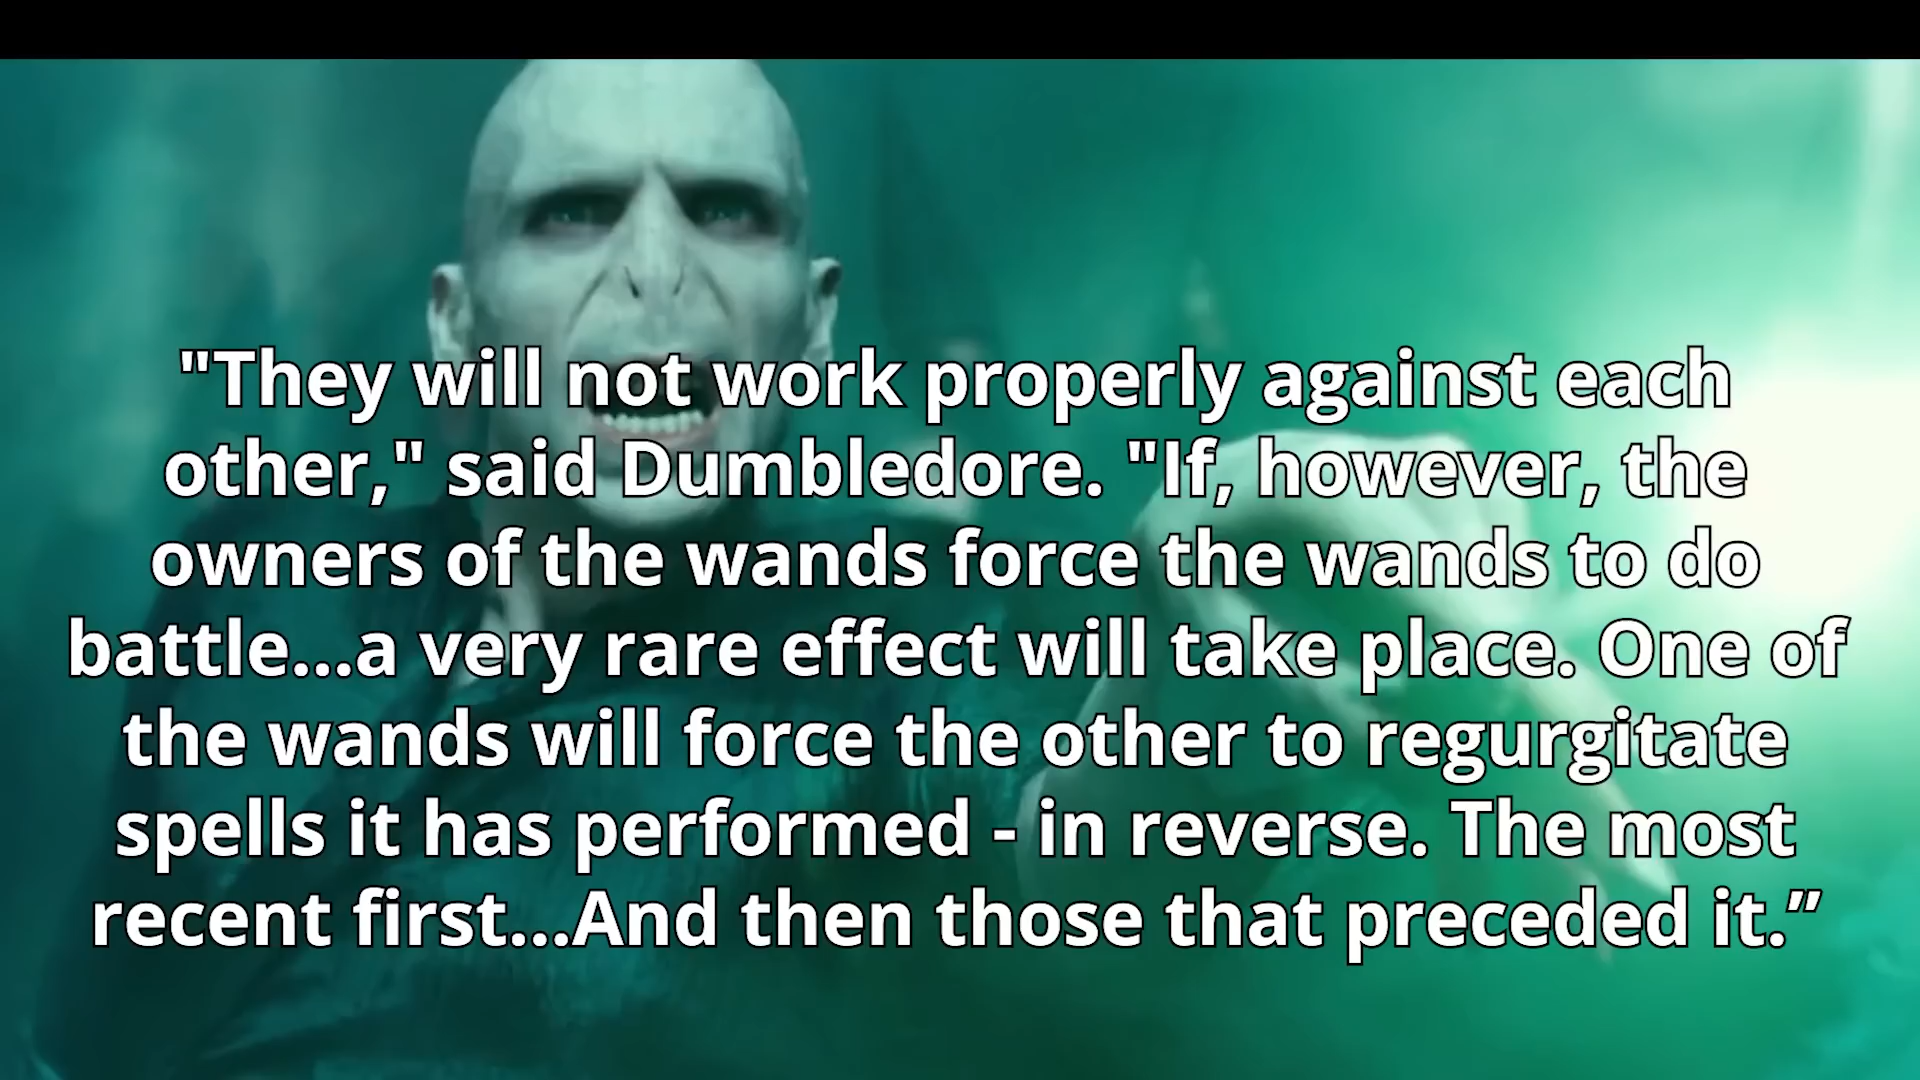 "They will not work properly against each
other," said Dumbledore. "If, however, the
owners of the wands force the wands to do
battle...a very rare effect will take place. One of
the wands will force the other to regurgitate
spells it has performed - in reverse. The most
recent first...And then those that preceded it.”